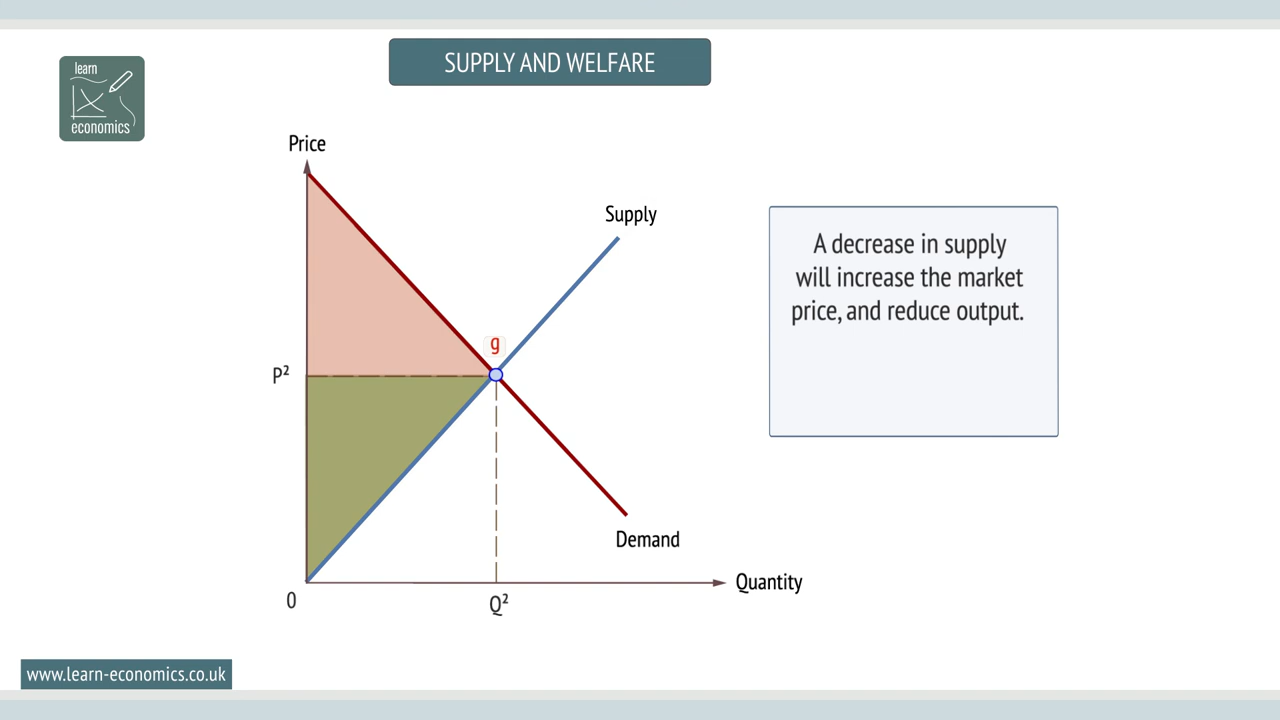 SUPPLY AND WELFARE
learn
economics
Price
Supply
A decrease in supply
will increase the market
price, and reduce output.
g
P²
Demand
Quantity
0
Q²
www.learn-economics.co.uk